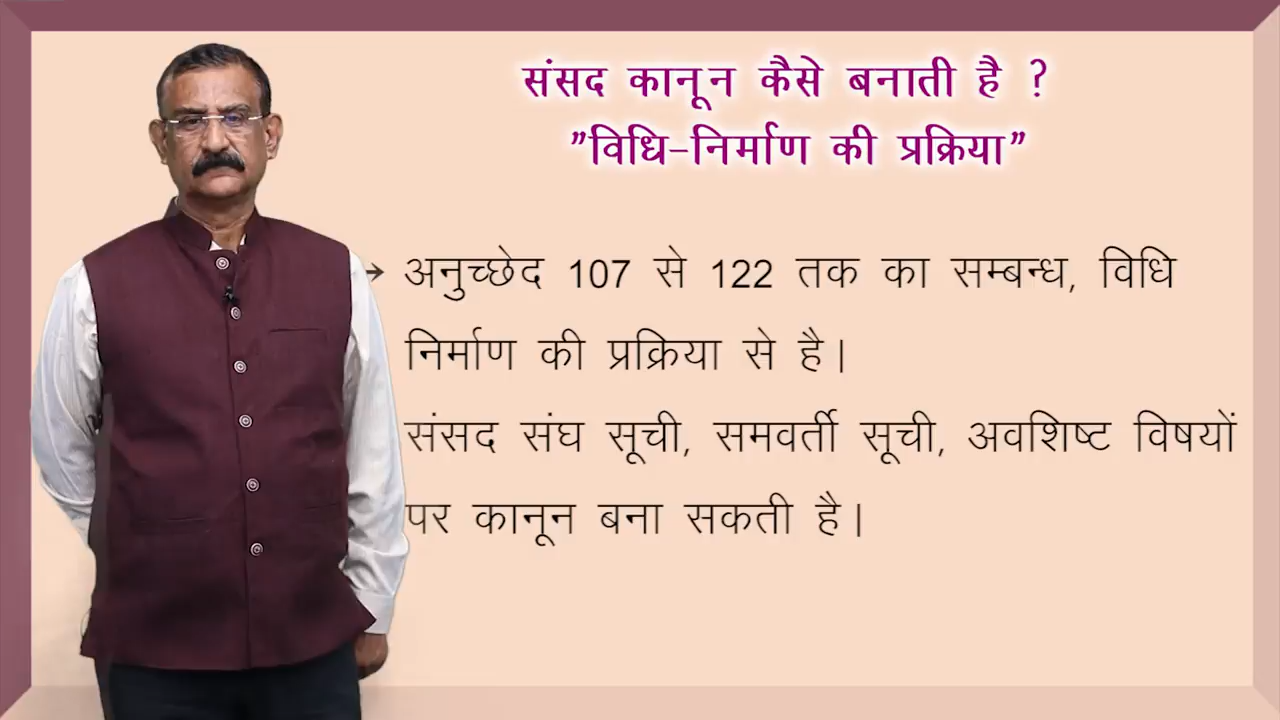 संसद कानून कैसे बनाती है ?
"विधि-निर्माण की प्रक्रिया"
→ अनुच्छेद 107 से 122 तक का सम्बन्ध, विधि
निर्माण की प्रक्रिया से है।
संसद संघ सूची, समवर्ती सूची, अवशिष्ट विषयों
पर कानून बना सकती है।